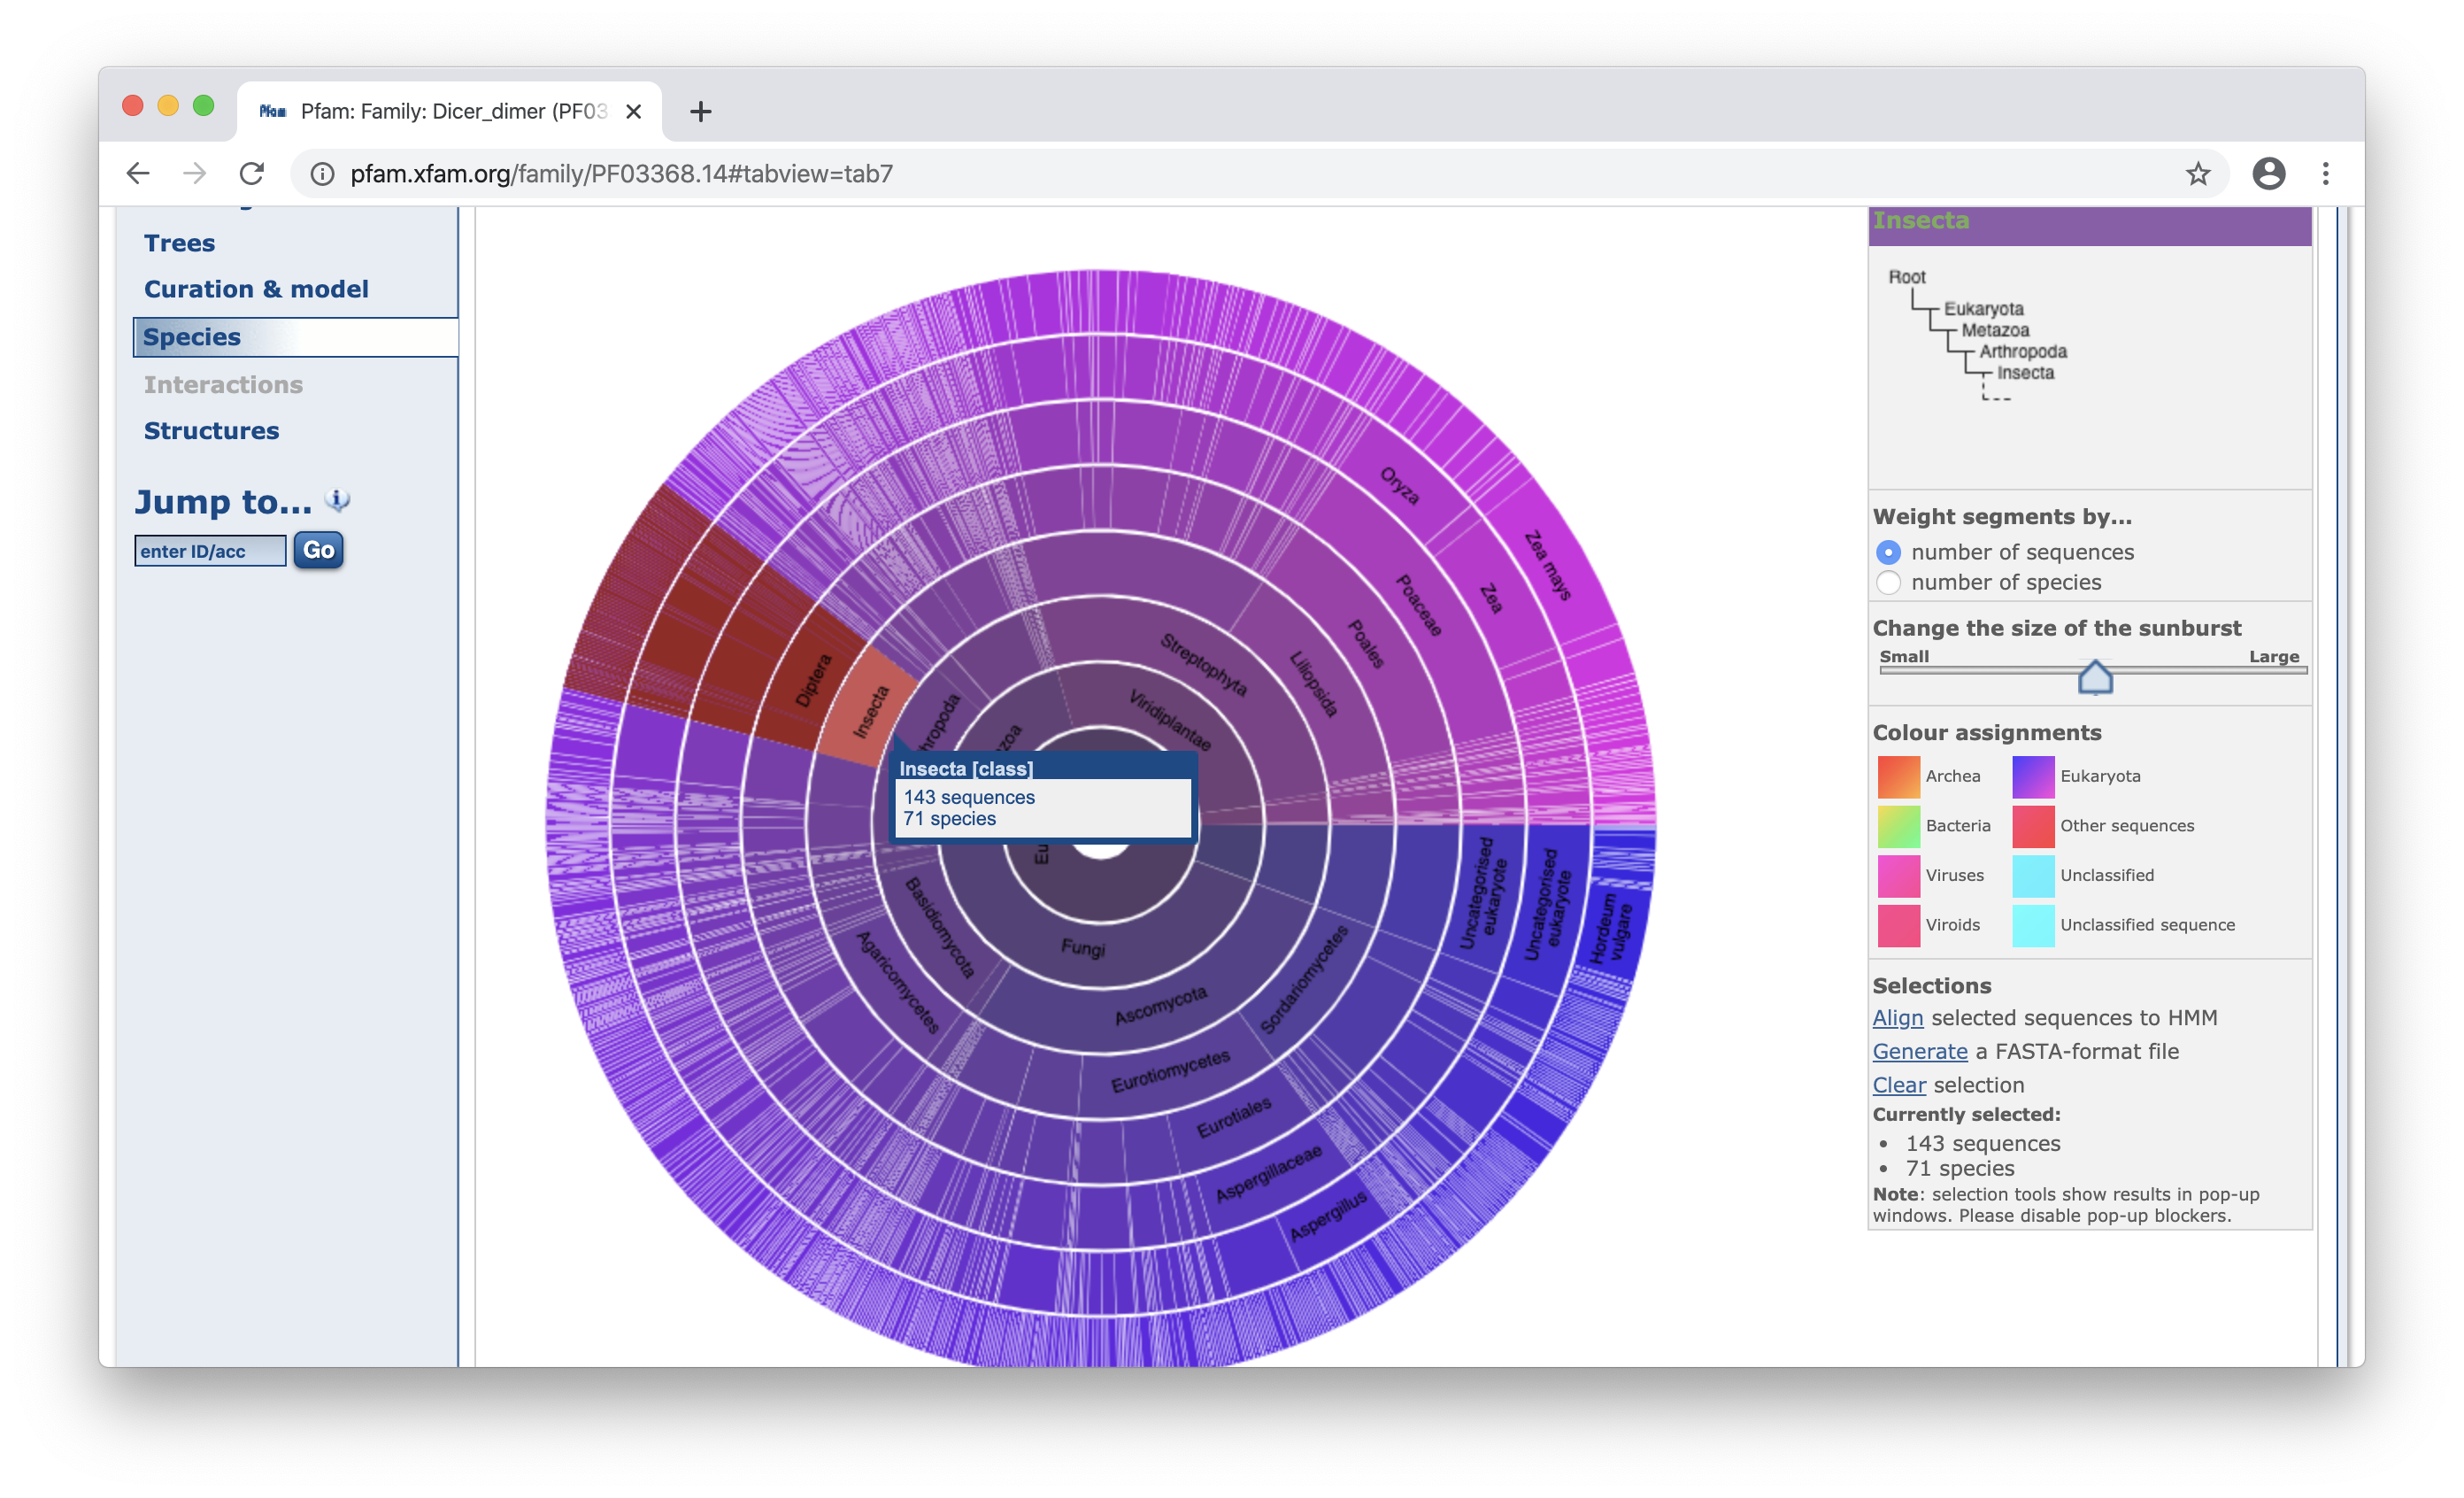 Pfam: Family: Dicer_dimer (PF03
pfam.xfam.org/family/PF03368.14#tabview=tab7
Trees
Curation & model
Species
Interactions
Structures
Jump to...
enter ID/acc
Go
Oryza
Zea mays
Zea
Poaceae
Poales
Liliopsida
Streptophyta
Viridiplantae
Diptera
Insecta
hropoda
zoa
Insecta [class]
143 sequences
71 species
Eu
Fungi
Basidiomycota
Agaricomycetes
Ascomycota
Sordariomycetes
Eurotiomycetes
Eurotiales
Aspergillaceae
Aspergillus
Uncategorised
eukaryote
Uncategorised
eukaryote
Hordeum
vulgare
Insecta
Root
Eukaryota
Metazoa
Arthropoda
Insecta
Weight segments by...
number of sequences
number of species
Change the size of the sunburst
Small Large
Colour assignments
Archea Eukaryota
Bacteria Other sequences
Viruses Unclassified
Viroids Unclassified sequence
Selections
Align selected sequences to HMM
Generate a FASTA-format file
Clear selection
Currently selected:
• 143 sequences
• 71 species
Note: selection tools show results in pop-up
windows. Please disable pop-up blockers.